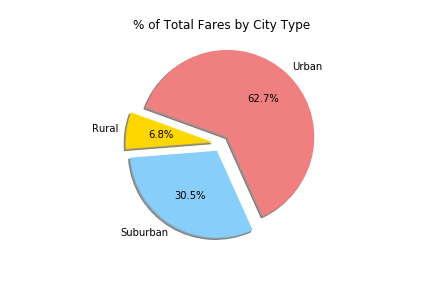 % of Total Fares by City Type
Urban
62.7%
Rural
6.8%
30.5%
Suburban